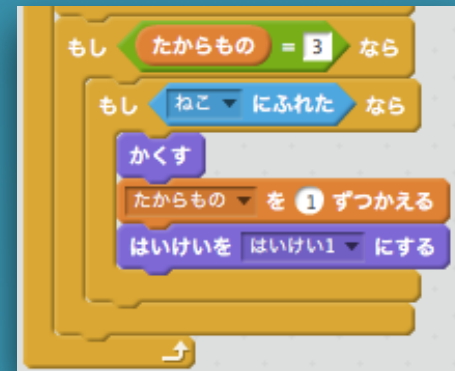 もし たからもの = 3 なら
もし ねこ にふれた なら
かくす
たからもの を 1 ずつかえる
はいけいを はいけい1 にする